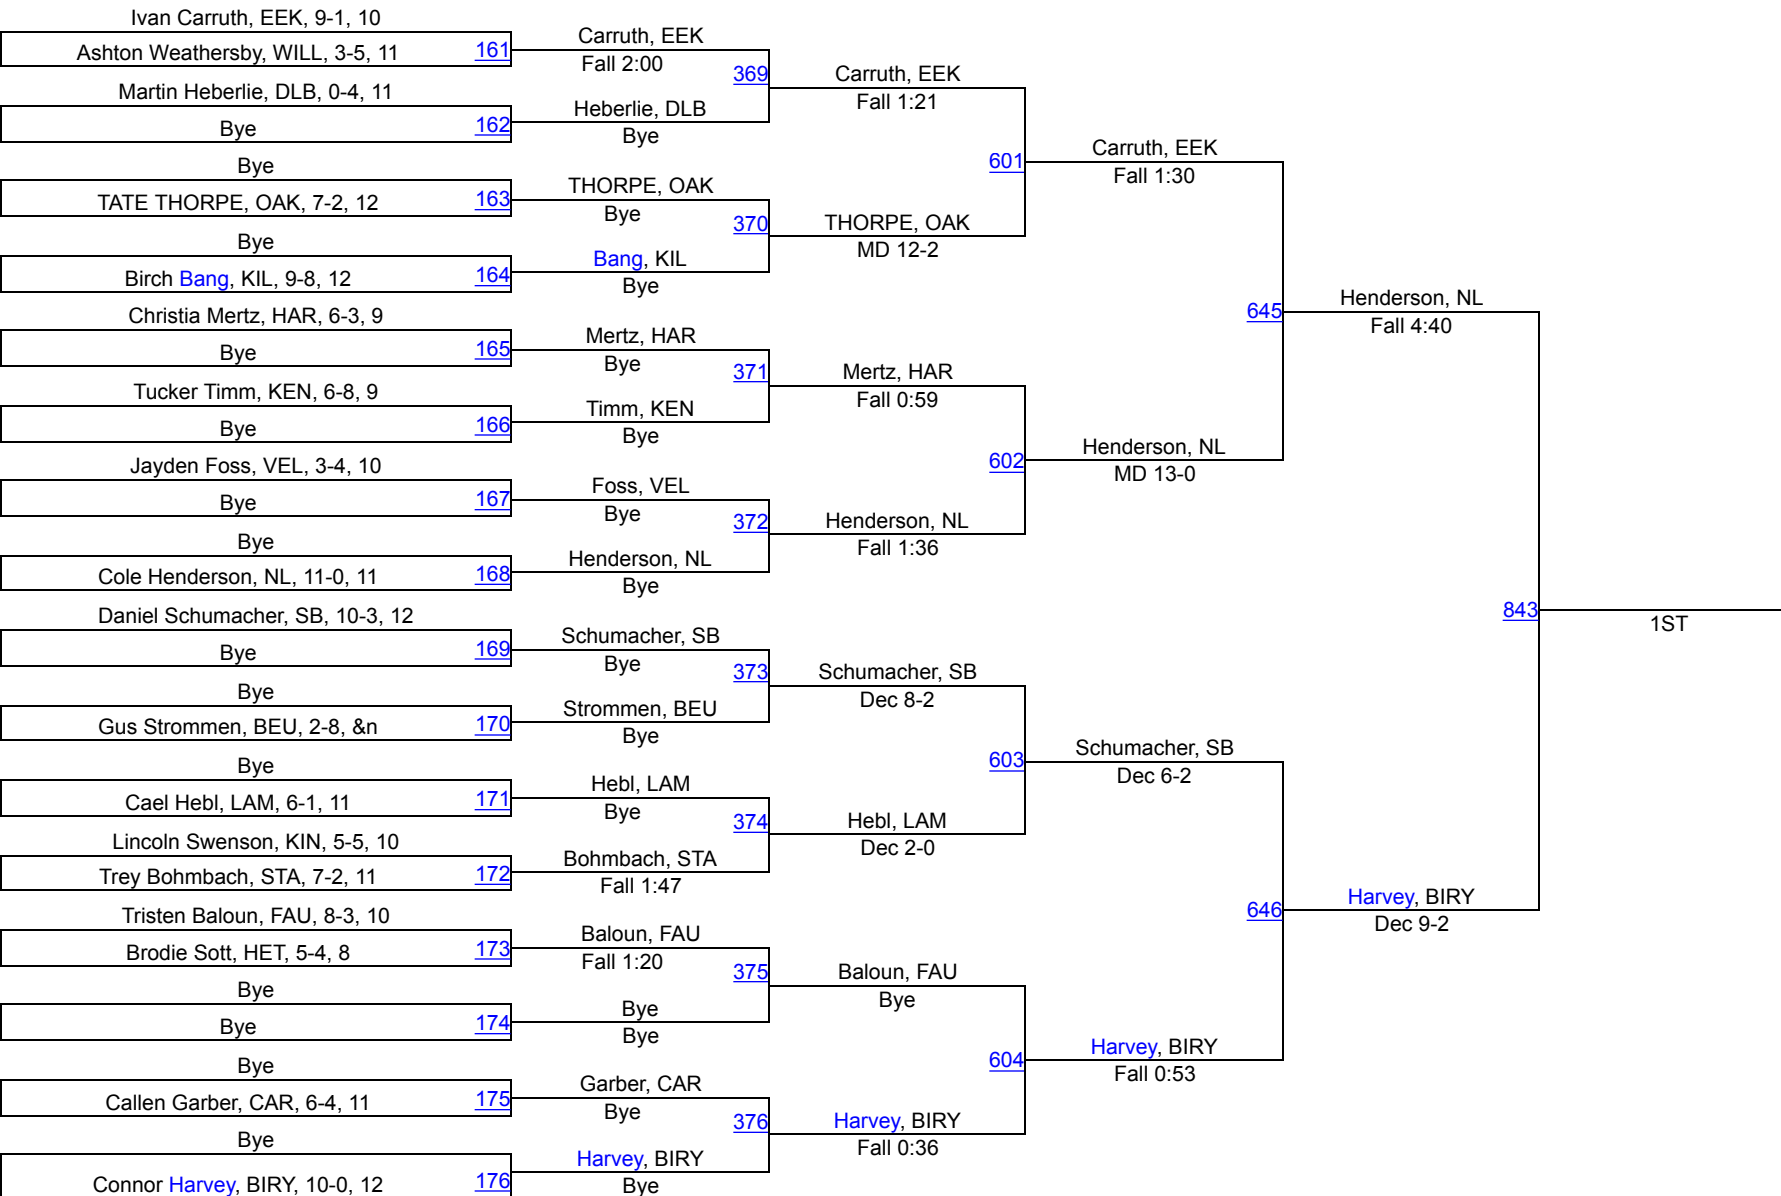 Ivan Carruth, EEK, 9-1, 10
Ashton Weathersby, WILL, 3-5, 11
161
Martin Heberlie, DLB, 0-4, 11
Bye
162
Bye
TATE THORPE, OAK, 7-2, 12
163
Bye
Birch Bang, KIL, 9-8, 12
164
Christia Mertz, HAR, 6-3, 9
Bye
165
Tucker Timm, KEN, 6-8, 9
Bye
166
Jayden Foss, VEL, 3-4, 10
Bye
167
Bye
Cole Henderson, NL, 11-0, 11
168
Daniel Schumacher, SB, 10-3, 12
Bye
169
Bye
Gus Strommen, BEU, 2-8, &n
170
Bye
Cael Hebl, LAM, 6-1, 11
171
Lincoln Swenson, KIN, 5-5, 10
Trey Bohmbach, STA, 7-2, 11
172
Tristen Baloun, FAU, 8-3, 10
Brodie Sott, HET, 5-4, 8
173
Bye
Bye
174
Bye
Callen Garber, CAR, 6-4, 11
175
Bye
Connor Harvey, BIRY, 10-0, 12
176
Carruth, EEK
Fall 2:00
369
Heberlie, DLB
Bye
THORPE, OAK
Bye
370
Bang, KIL
Bye
Mertz, HAR
Bye
371
Timm, KEN
Bye
Foss, VEL
Bye
372
Henderson, NL
Bye
Schumacher, SB
Bye
373
Strommen, BEU
Bye
Hebl, LAM
Bye
374
Bohmbach, STA
Fall 1:47
Baloun, FAU
Fall 1:20
375
Bye
Bye
Garber, CAR
Bye
376
Harvey, BIRY
Bye
Carruth, EEK
Fall 1:21
601
THORPE, OAK
MD 12-2
Mertz, HAR
Fall 0:59
602
Henderson, NL
Fall 1:36
Schumacher, SB
Dec 8-2
603
Hebl, LAM
Dec 2-0
Baloun, FAU
Bye
604
Harvey, BIRY
Fall 0:36
Carruth, EEK
Fall 1:30
645
Henderson, NL
MD 13-0
Schumacher, SB
Dec 6-2
646
Harvey, BIRY
Fall 0:53
Henderson, NL
Fall 4:40
843
Harvey, BIRY
Dec 9-2
1ST